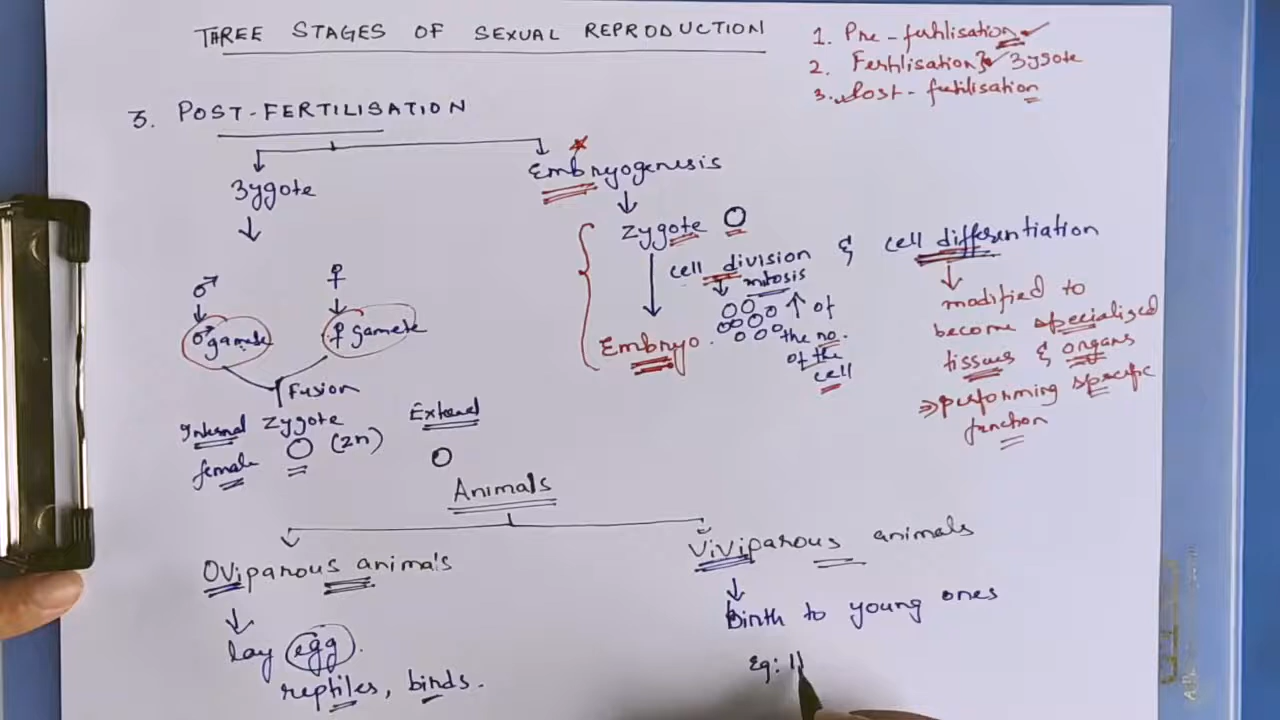 THREE STAGES OF SEXUAL REPRODUCTION
1. Pre-fertilisation
2. Fertilisation } zygote
3. Post-fertilisation
3. POST-FERTILISATION
Zygote
Embryogenesis
♂ ♀
♂gamete ♀gamete
Fusion
Zygote
(2n)
Internal
female
External
Zygote
cell division & cell differentiation
mitosis
Embryo.
↑ of
the no.
of the
cell
modified to
become specialised
tissues & organs
⇒ performing specific
function
Animals
Oviparous animals
lay egg.
reptiles, birds.
Viviparous animals
birth to young ones
Eg: